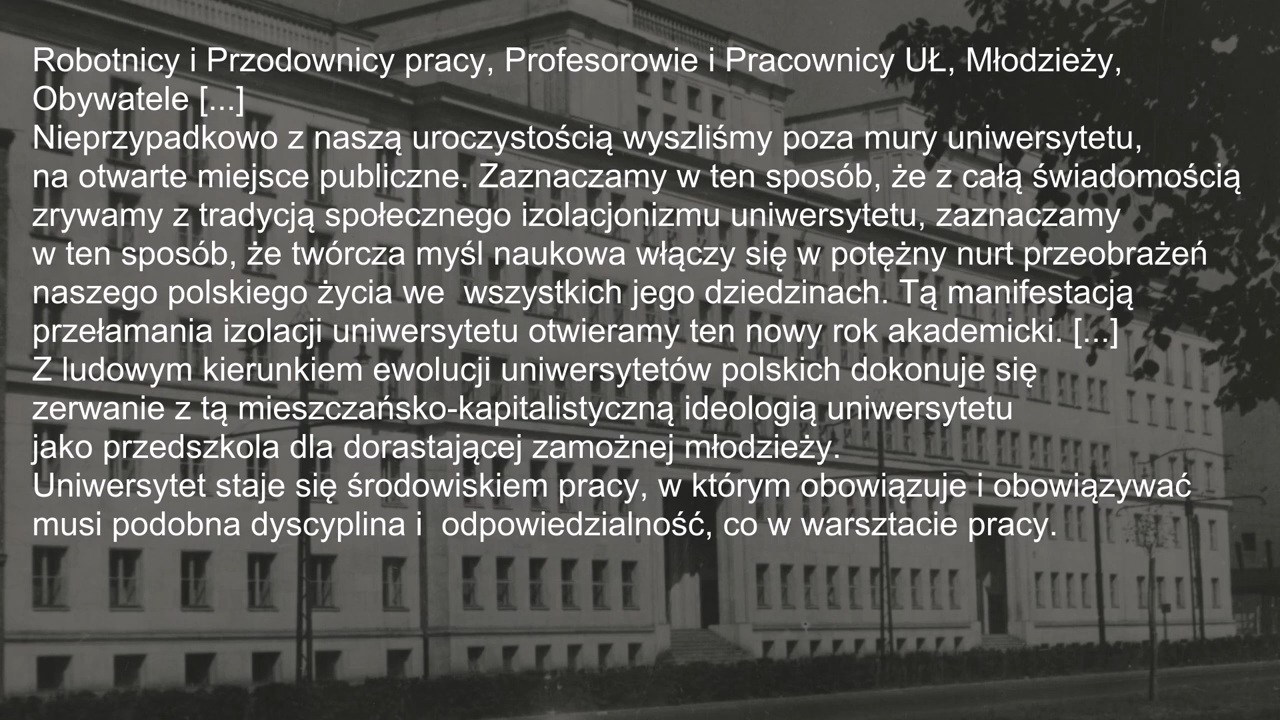 Robotnicy i Przodownicy pracy, Profesorowie i Pracownicy UŁ, Młodzieży,
Obywatele [...]
Nieprzypadkowo z naszą uroczystością wyszliśmy poza mury uniwersytetu,
na otwarte miejsce publiczne. Zaznaczamy w ten sposób, że z całą świadomością
zrywamy z tradycją społecznego izolacjonizmu uniwersytetu, zaznaczamy
w ten sposób, że twórcza myśl naukowa włączy się w potężny nurt przeobrażeń
naszego polskiego życia we  wszystkich jego dziedzinach. Tą manifestacją
przełamania izolacji uniwersytetu otwieramy ten nowy rok akademicki. [...]
Z ludowym kierunkiem ewolucji uniwersytetów polskich dokonuje się
zerwanie z tą mieszczańsko-kapitalistyczną ideologią uniwersytetu
jako przedszkola dla dorastającej zamożnej młodzieży.
Uniwersytet staje się środowiskiem pracy, w którym obowiązuje i obowiązywać
musi podobna dyscyplina i  odpowiedzialność, co w warsztacie pracy.